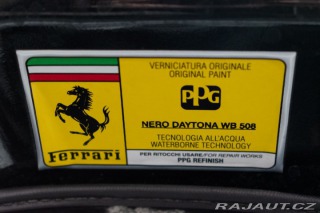 VERNICIATURA ORIGINALE
ORIGINAL PAINT
PPG
NERO DAYTONA WB 508
TECNOLOGIA ALL'ACQUA
WATERBORNE TECHNOLOGY
PER RITOCCHI USARE/FOR REPAIR WORKS
PPG REFINISH
Ferrari
RAJAUT.CZ